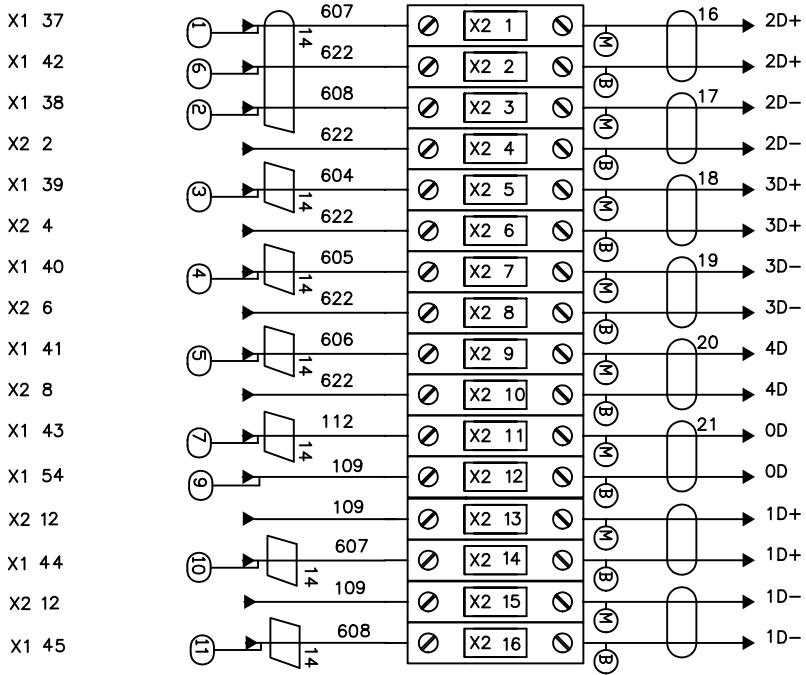 X1 37 1 14 607 X2 1 M 16 2D+
X1 42 6 622 X2 2 B 2D+
X1 38 2 608 X2 3 M 17 2D−
X2 2 622 X2 4 B 2D−
X1 39 3 14 604 X2 5 M 18 3D+
X2 4 622 X2 6 B 3D+
X1 40 4 14 605 X2 7 M 19 3D−
X2 6 622 X2 8 B 3D−
X1 41 5 14 606 X2 9 M 20 4D
X2 8 622 X2 10 B 4D
X1 43 7 14 112 X2 11 M 21 0D
X1 54 9 109 X2 12 B 0D
X2 12 109 X2 13 M 1D+
X1 44 10 14 607 X2 14 B 1D+
X2 12 109 X2 15 M 1D−
X1 45 11 14 608 X2 16 B 1D−